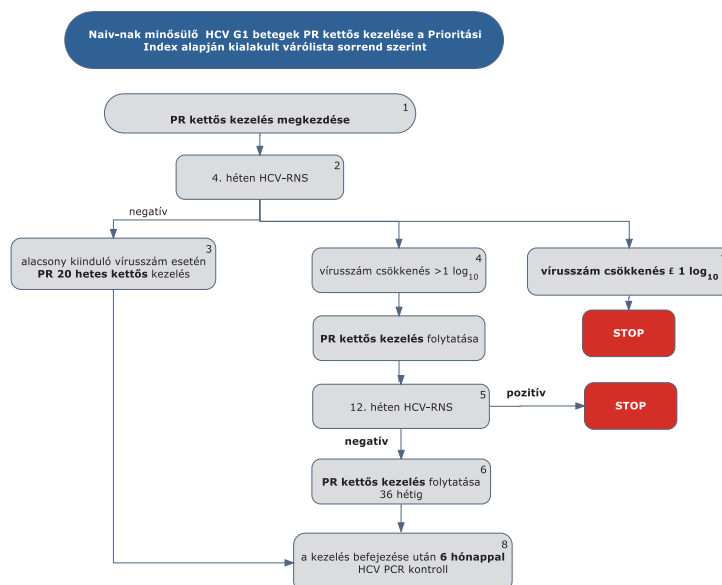 Naiv-nak minősülő HCV G1 betegek PR kettős kezelése a Prioritási
Index alapján kialakult várólista sorrend szerint
1
PR kettős kezelés megkezdése
2
4. héten HCV–RNS
negatív
3
alacsony kiinduló vírusszám esetén
PR 20 hetes kettős kezelés
4
vírusszám csökkenés >1 log10
vírusszám csökkenés £ 1 log10
STOP
PR kettős kezelés folytatása
5
12. héten HCV–RNS
pozitív
STOP
negatív
6
PR kettős kezelés folytatása
36 hétig
8
a kezelés befejezése után 6 hónappal
HCV PCR kontroll